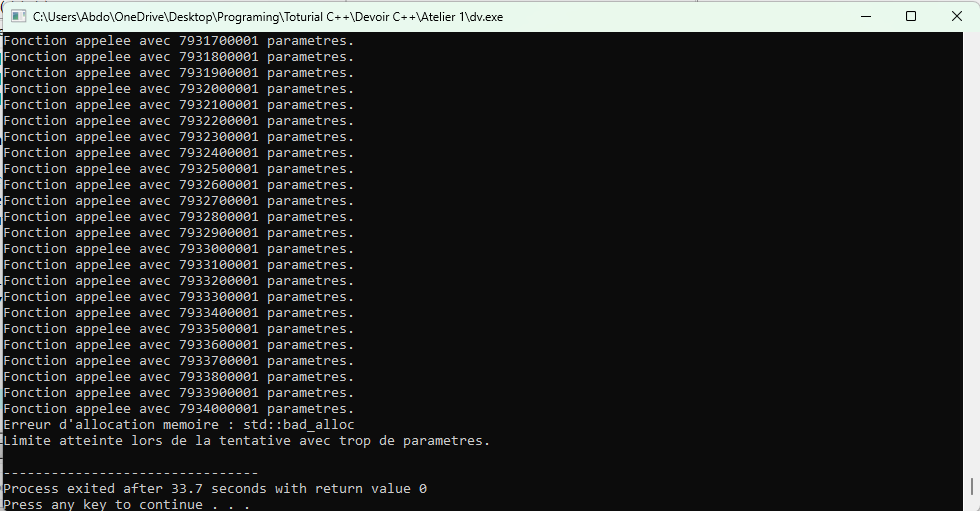 C:\Users\Abdo\OneDrive\Desktop\Programing\Toturial C++\Devoir C++\Atelier 1\dv.exe
Fonction appelee avec 7931700001 parametres.
Fonction appelee avec 7931800001 parametres.
Fonction appelee avec 7931900001 parametres.
Fonction appelee avec 7932000001 parametres.
Fonction appelee avec 7932100001 parametres.
Fonction appelee avec 7932200001 parametres.
Fonction appelee avec 7932300001 parametres.
Fonction appelee avec 7932400001 parametres.
Fonction appelee avec 7932500001 parametres.
Fonction appelee avec 7932600001 parametres.
Fonction appelee avec 7932700001 parametres.
Fonction appelee avec 7932800001 parametres.
Fonction appelee avec 7932900001 parametres.
Fonction appelee avec 7933000001 parametres.
Fonction appelee avec 7933100001 parametres.
Fonction appelee avec 7933200001 parametres.
Fonction appelee avec 7933300001 parametres.
Fonction appelee avec 7933400001 parametres.
Fonction appelee avec 7933500001 parametres.
Fonction appelee avec 7933600001 parametres.
Fonction appelee avec 7933700001 parametres.
Fonction appelee avec 7933800001 parametres.
Fonction appelee avec 7933900001 parametres.
Fonction appelee avec 7934000001 parametres.
Erreur d'allocation memoire : std::bad_alloc
Limite atteinte lors de la tentative avec trop de parametres.
--------------------------------
Process exited after 33.7 seconds with return value 0
Press any key to continue . . .